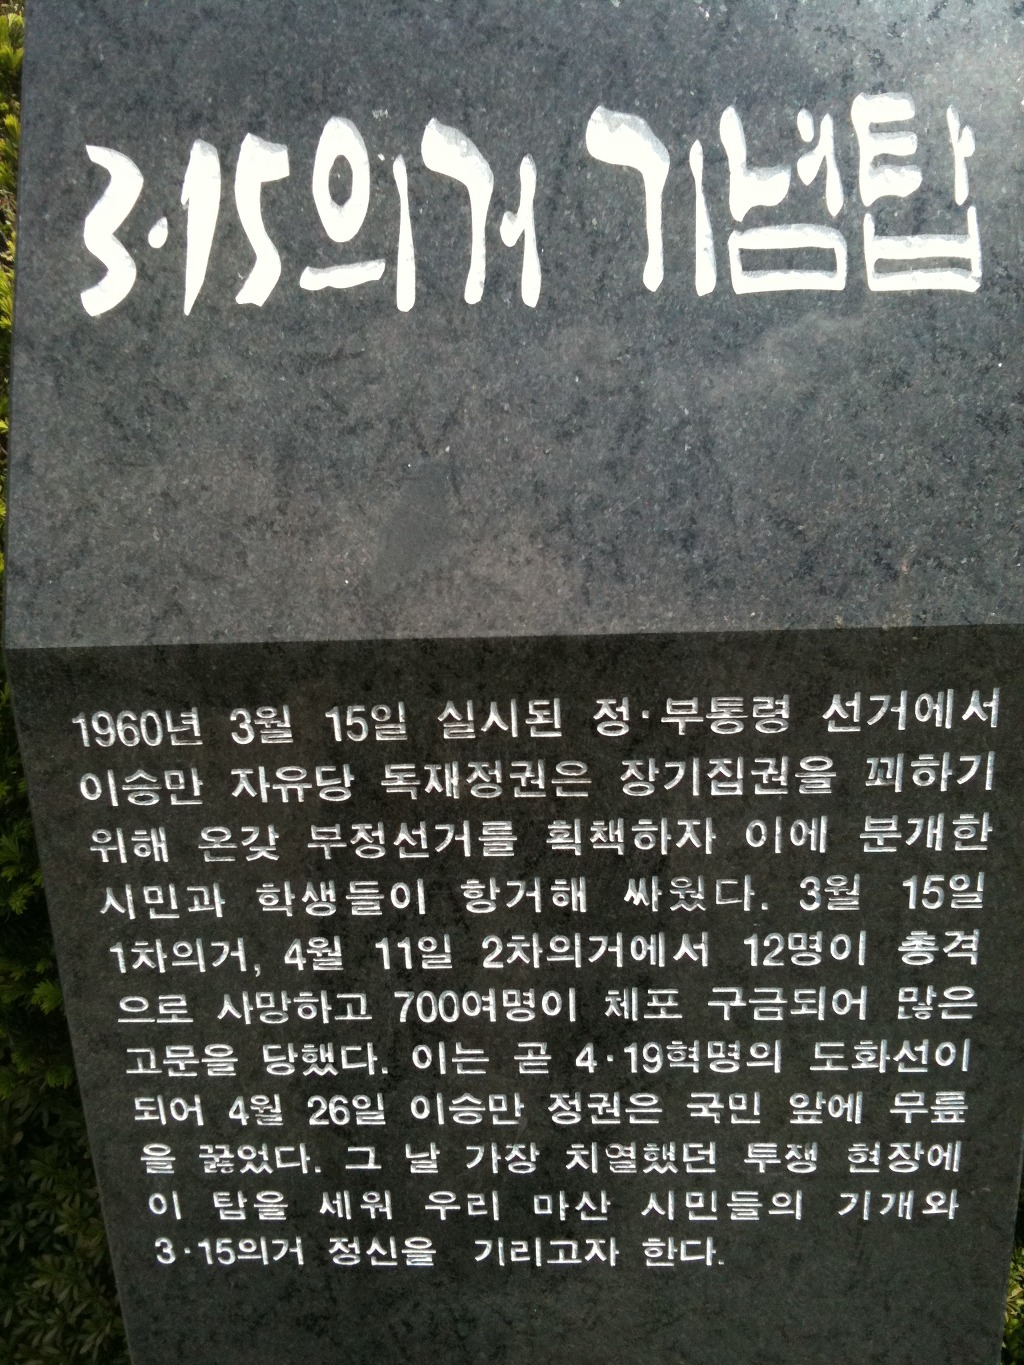 3·15의거 기념탑
1960년 3월 15일 실시된 정·부통령 선거에서
이승만 자유당 독재정권은 장기집권을 꾀하기
위해 온갖 부정선거를 획책하자 이에 분개한
시민과 학생들이 항거해 싸웠다. 3월 15일
1차의거, 4월 11일 2차의거에서 12명이 총격
으로 사망하고 700여명이 체포 구금되어 많은
고문을 당했다. 이는 곧 4·19혁명의 도화선이
되어 4월 26일 이승만 정권은 국민 앞에 무릎
을 꿇었다. 그 날 가장 치열했던 투쟁 현장에
이 탑을 세워 우리 마산 시민들의 기개와
3·15의거 정신을 기리고자 한다.